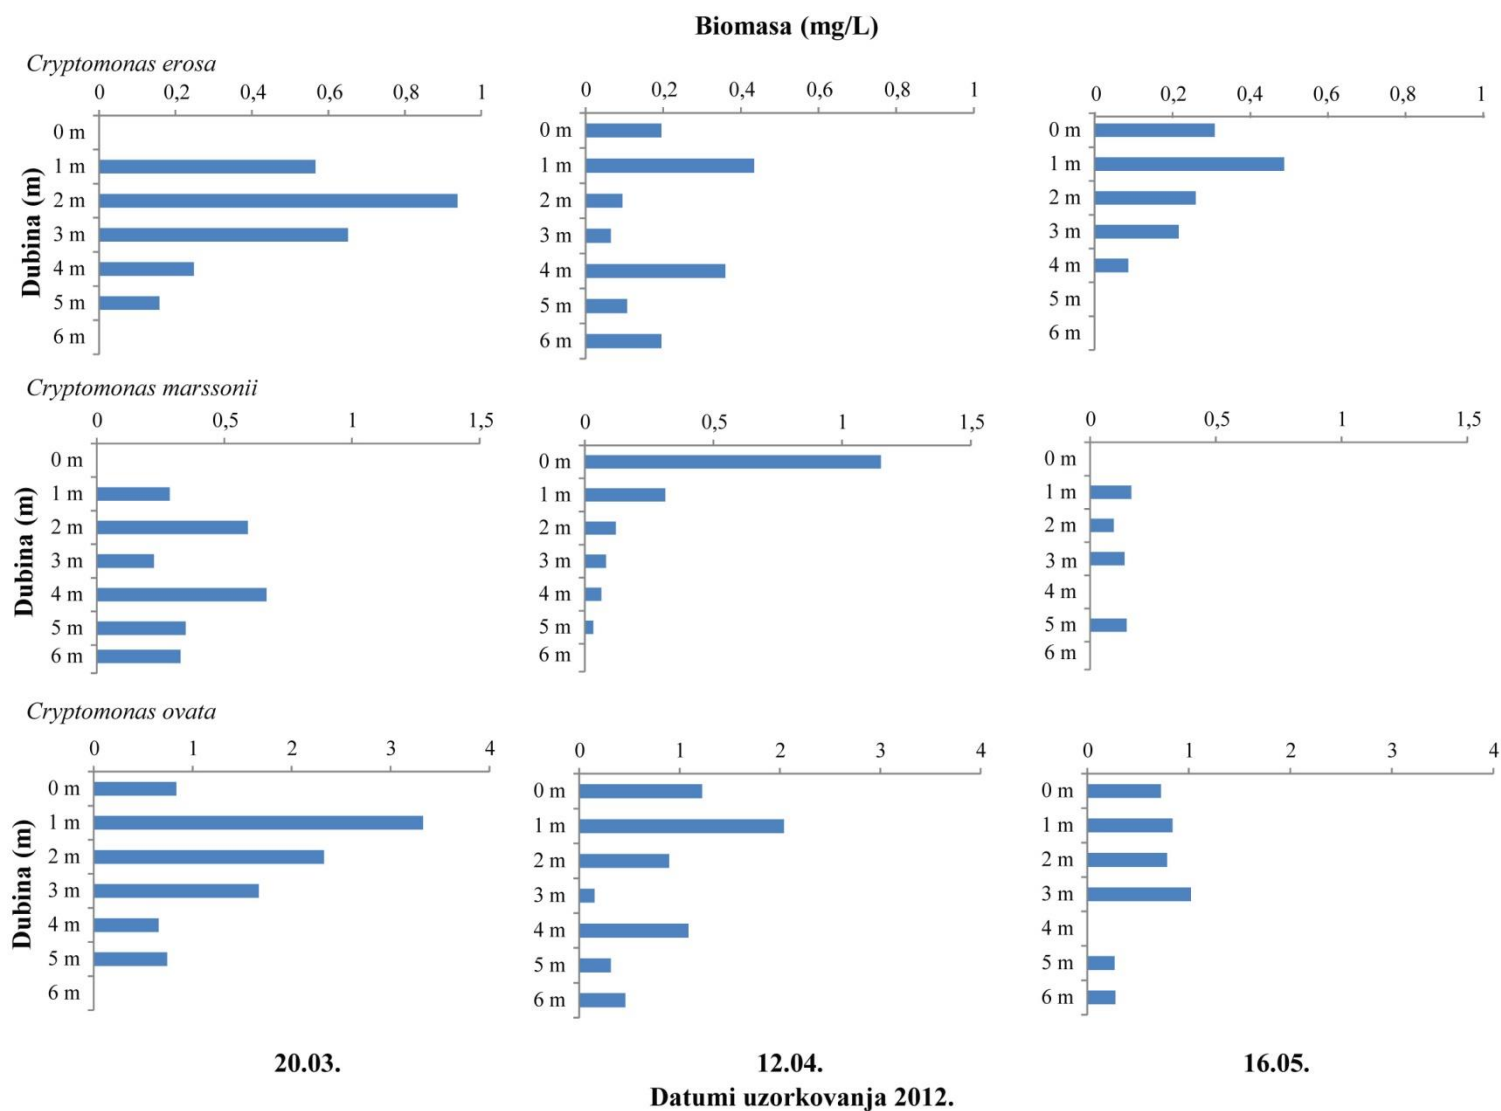 Biomasa (mg/L)
Cryptomonas erosa
0 0,2 0,4 0,6 0,8 1
0 m
1 m
2 m
3 m
4 m
5 m
6 m
Dubina (m)
0 0,2 0,4 0,6 0,8 1
0 m
1 m
2 m
3 m
4 m
5 m
6 m
0 0,2 0,4 0,6 0,8 1
0 m
1 m
2 m
3 m
4 m
5 m
6 m
Cryptomonas marssonii
0 0,5 1 1,5
0 m
1 m
2 m
3 m
4 m
5 m
6 m
Dubina (m)
0 0,5 1 1,5
0 m
1 m
2 m
3 m
4 m
5 m
6 m
0 0,5 1 1,5
0 m
1 m
2 m
3 m
4 m
5 m
6 m
Cryptomonas ovata
0 1 2 3 4
0 m
1 m
2 m
3 m
4 m
5 m
6 m
Dubina (m)
0 1 2 3 4
0 m
1 m
2 m
3 m
4 m
5 m
6 m
0 1 2 3 4
0 m
1 m
2 m
3 m
4 m
5 m
6 m
20.03. 12.04. 16.05.
Datumi uzorkovanja 2012.